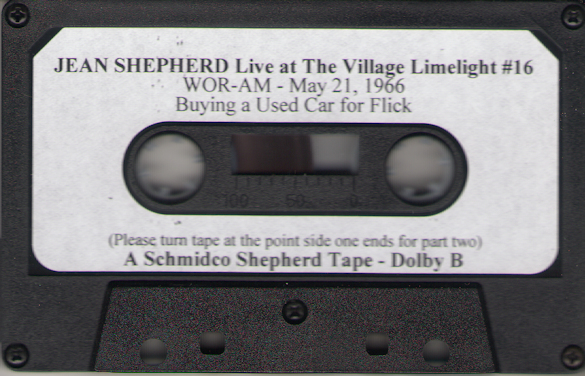 JEAN SHEPHERD Live at The Village Limelight #16
WOR-AM - May 21, 1966
Buying a Used Car for Flick
100 50 0
(Please turn tape at the point side one ends for part two)
A Schmidco Shepherd Tape - Dolby B